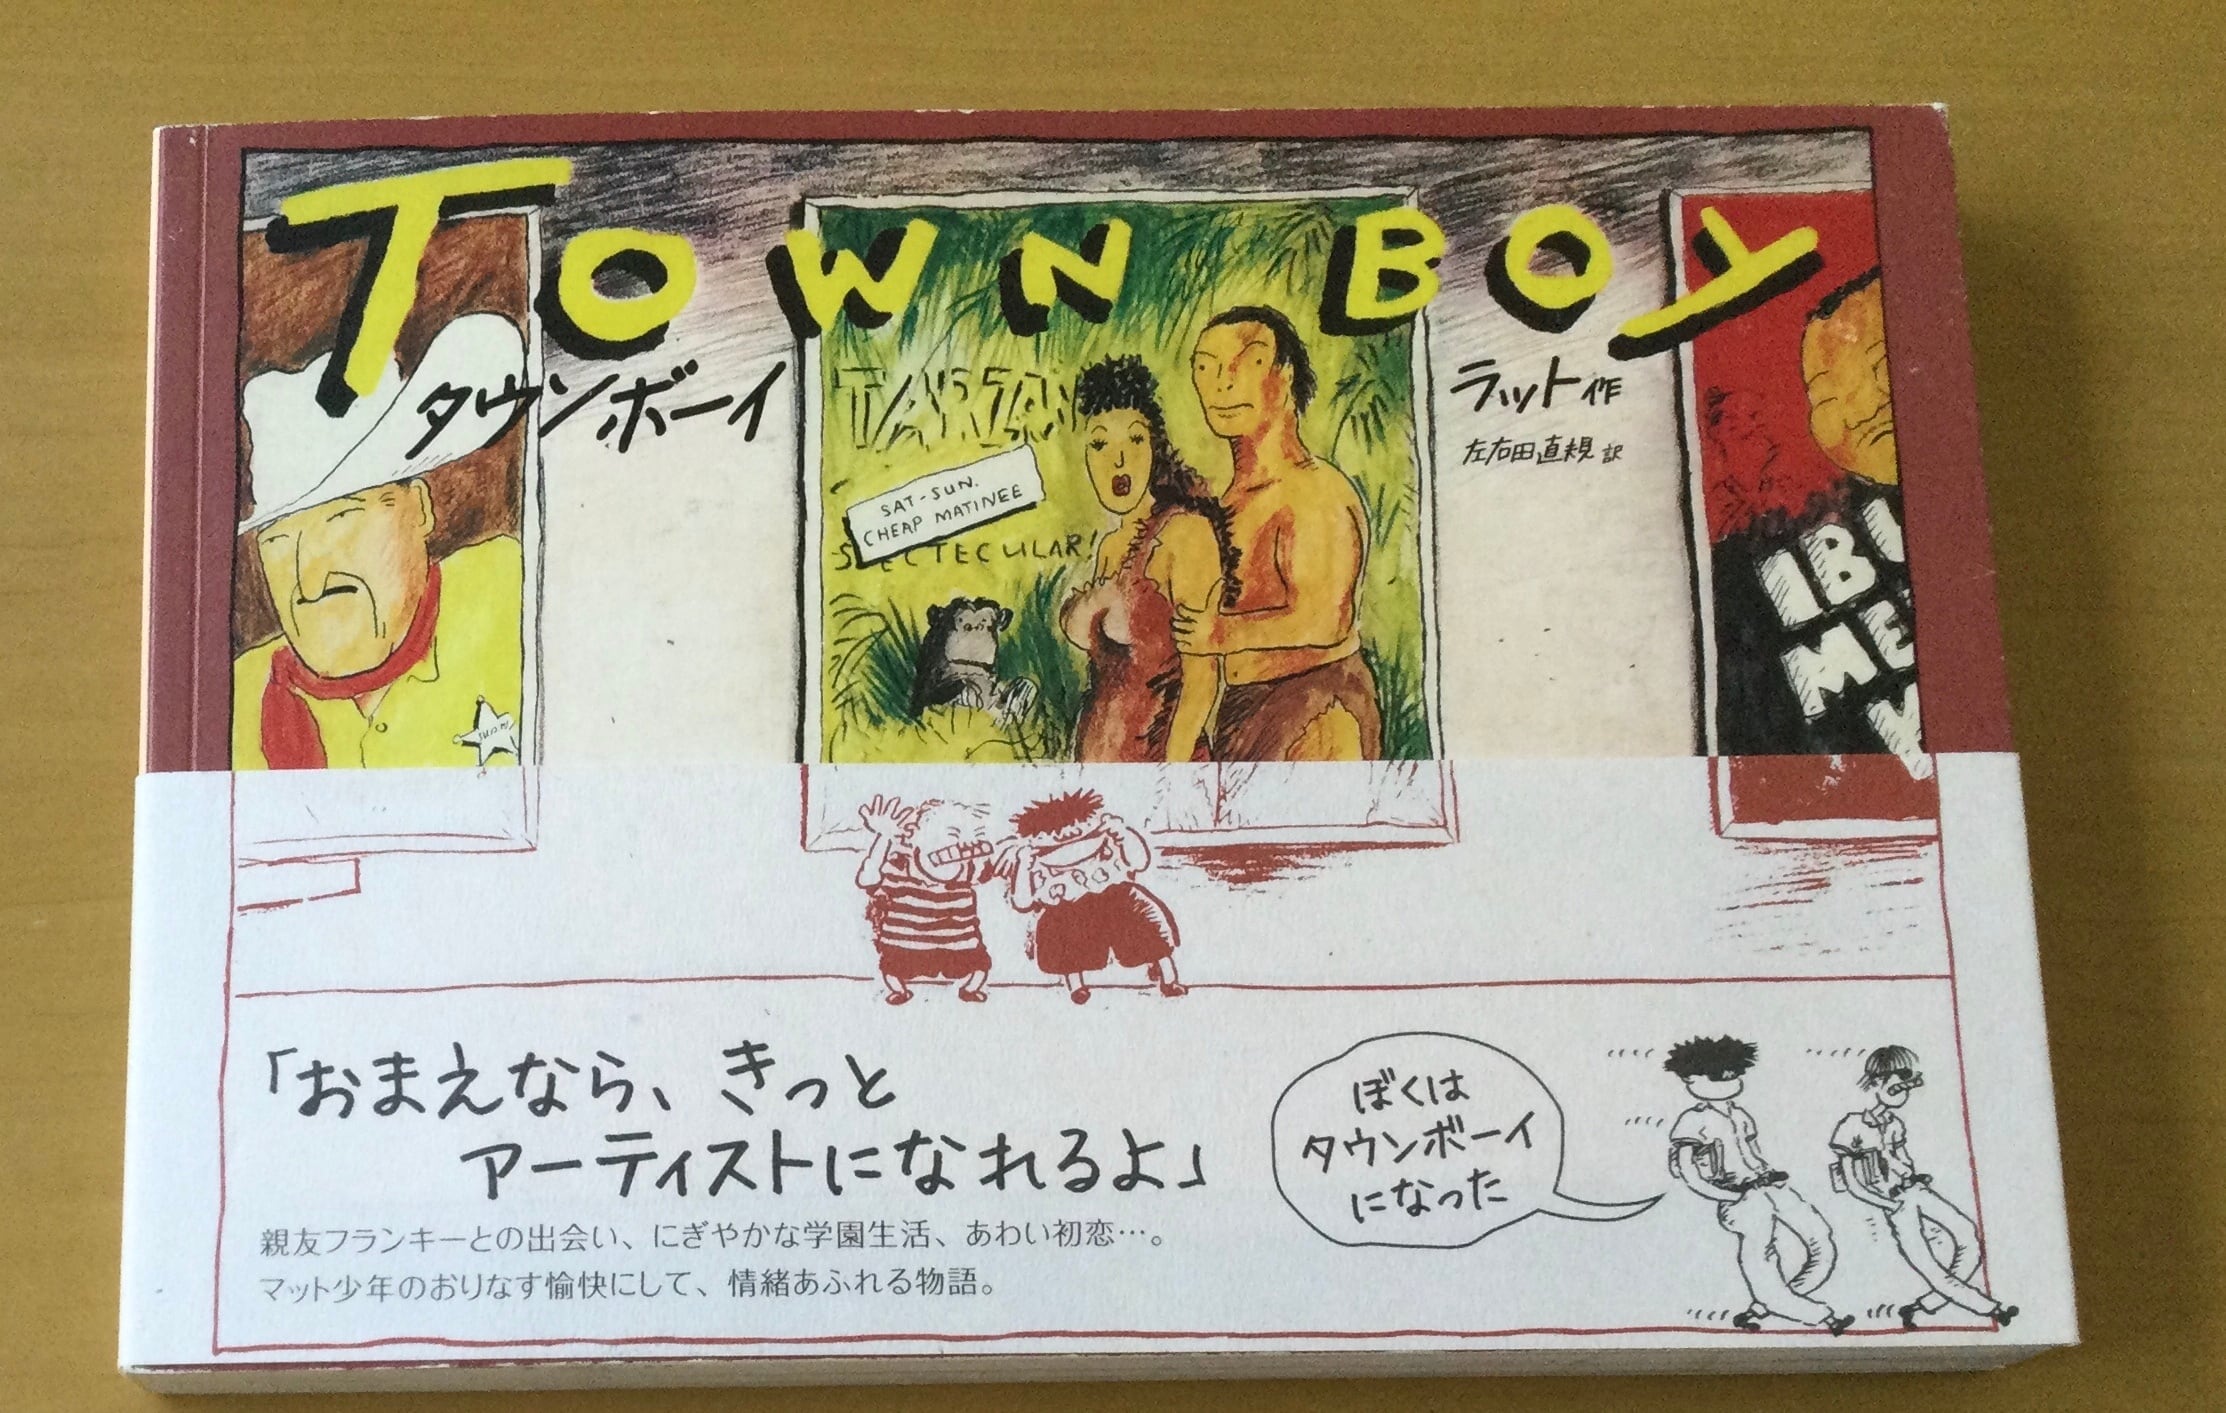 TOWN BOY
タウンボーイ
ラット作
左右田直規 訳
TARZAN
SAT-SUN.
CHEAP MATINEE
SPECTECULAR!
IBU
ME
「おまえなら、きっと
アーティストになれるよ」
親友フランキーとの出会い、にぎやかな学園生活、あわい初恋…。
マット少年のおりなす愉快にして、情緒あふれる物語。
ぼくは
タウンボーイ
になった